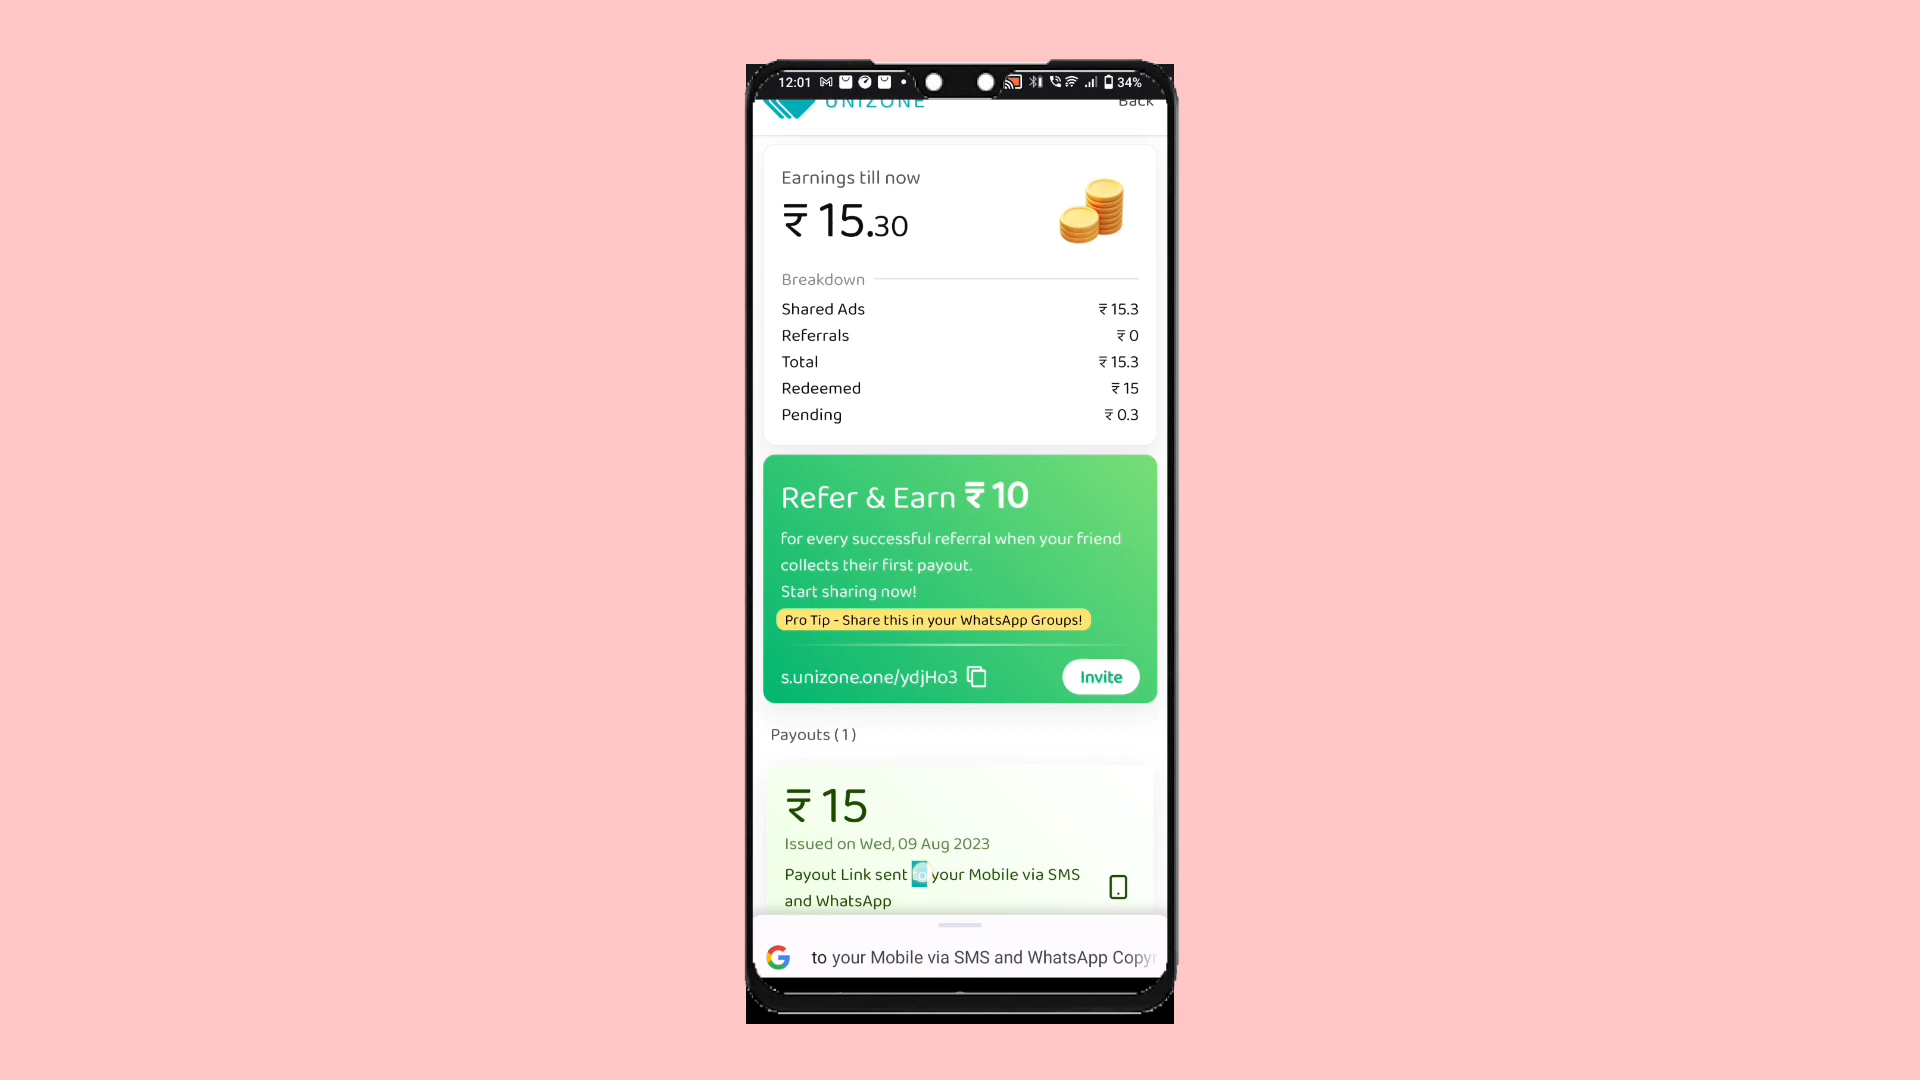 12:01 34%
UNIZONE Back
Earnings till now
₹ 15.30
Breakdown
Shared Ads ₹ 15.3
Referrals ₹ 0
Total ₹ 15.3
Redeemed ₹ 15
Pending ₹ 0.3
Refer & Earn ₹ 10
for every successful referral when your friend
collects their first payout.
Start sharing now!
Pro Tip - Share this in your WhatsApp Groups!
s.unizone.one/ydjHo3 Invite
Payouts ( 1 )
₹ 15
Issued on Wed, 09 Aug 2023
Payout Link sent to your Mobile via SMS
and WhatsApp
to your Mobile via SMS and WhatsApp Copyr